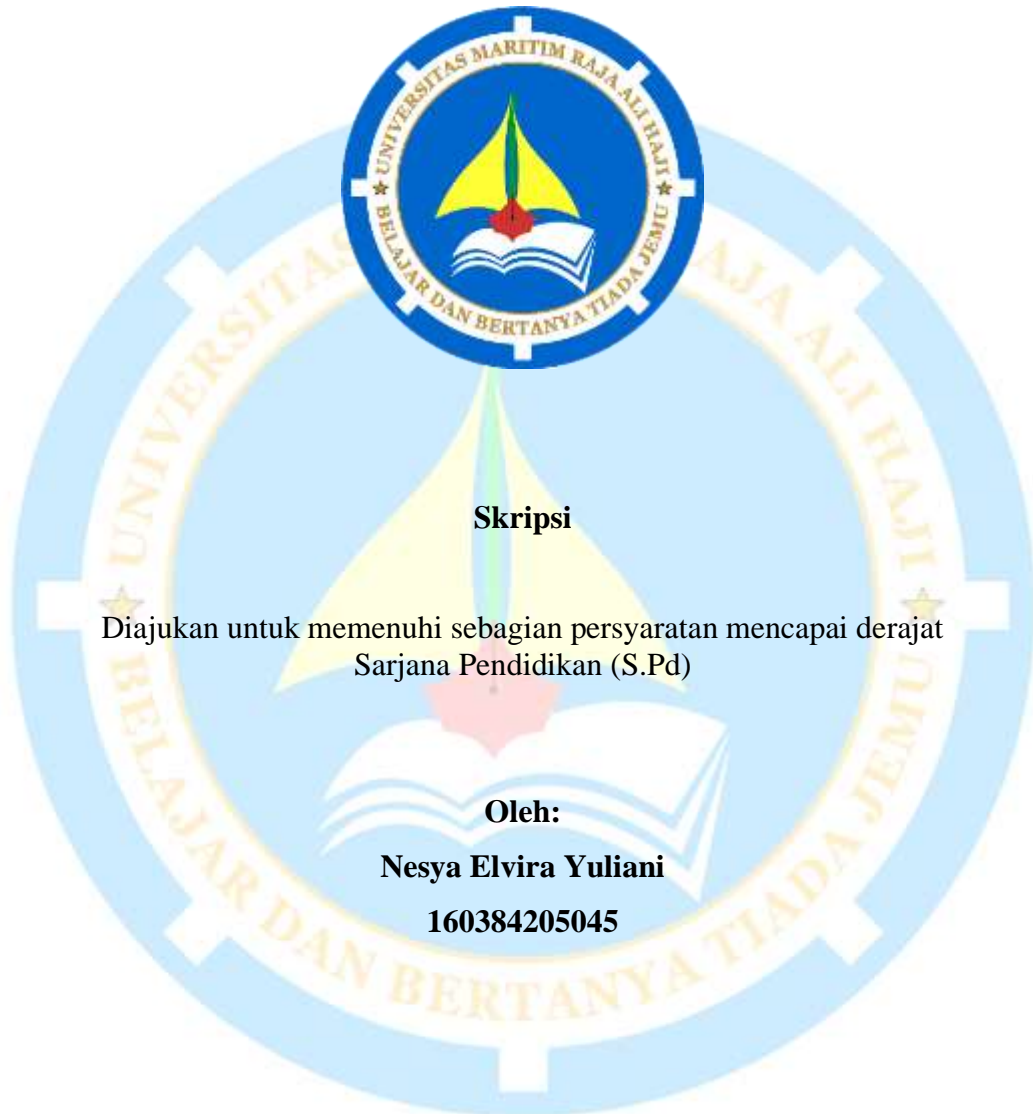 UNIVERSITAS MARITIM RAJA ALI HAJI
BELAJAR DAN BERTANYA TIADA JEMU
Skripsi
Diajukan untuk memenuhi sebagian persyaratan mencapai derajat
Sarjana Pendidikan (S.Pd)
Oleh:
Nesya Elvira Yuliani
160384205045